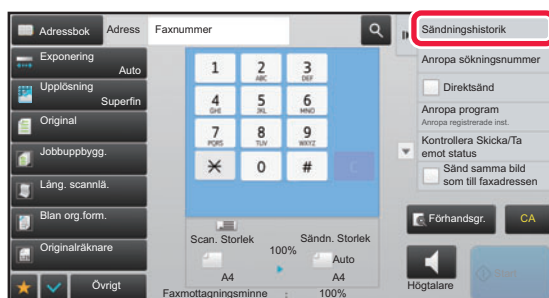 Adressbok
Adress
Faxnummer
Exponering
Auto
Upplösning
Superfin
Original
Jobbuppbygg.
Lång. scannlä.
Blan org.form.
Originalräknare
Övrigt
1
2
ABC
3
DEF
4
GHI
5
JKL
6
MNO
7
PQRS
8
TUV
9
WXYZ
0
#
C
Scan. Storlek
100%
Sändn. Storlek
A4
Auto
A4
Faxmottagningsminne : 100%
Sändningshistorik
Anropa sökningsnummer
Direktsänd
Anropa program
Anropa registrerade inst.
Kontrollera Skicka/Ta
emot status
Sänd samma bild
som till faxadressen
Förhandsgr.
CA
Högtalare
Start